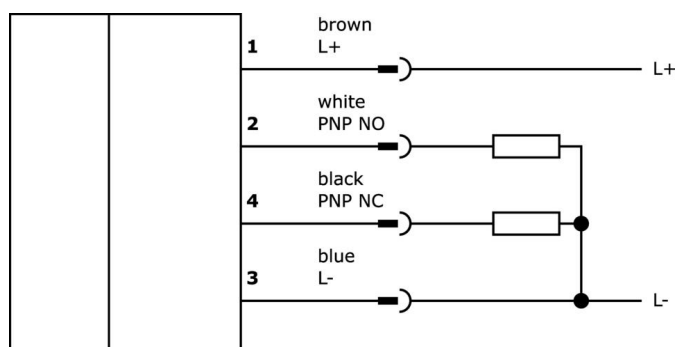 brown
1 L+ L+
white
2 PNP NO
black
4 PNP NC
blue
3 L- L-